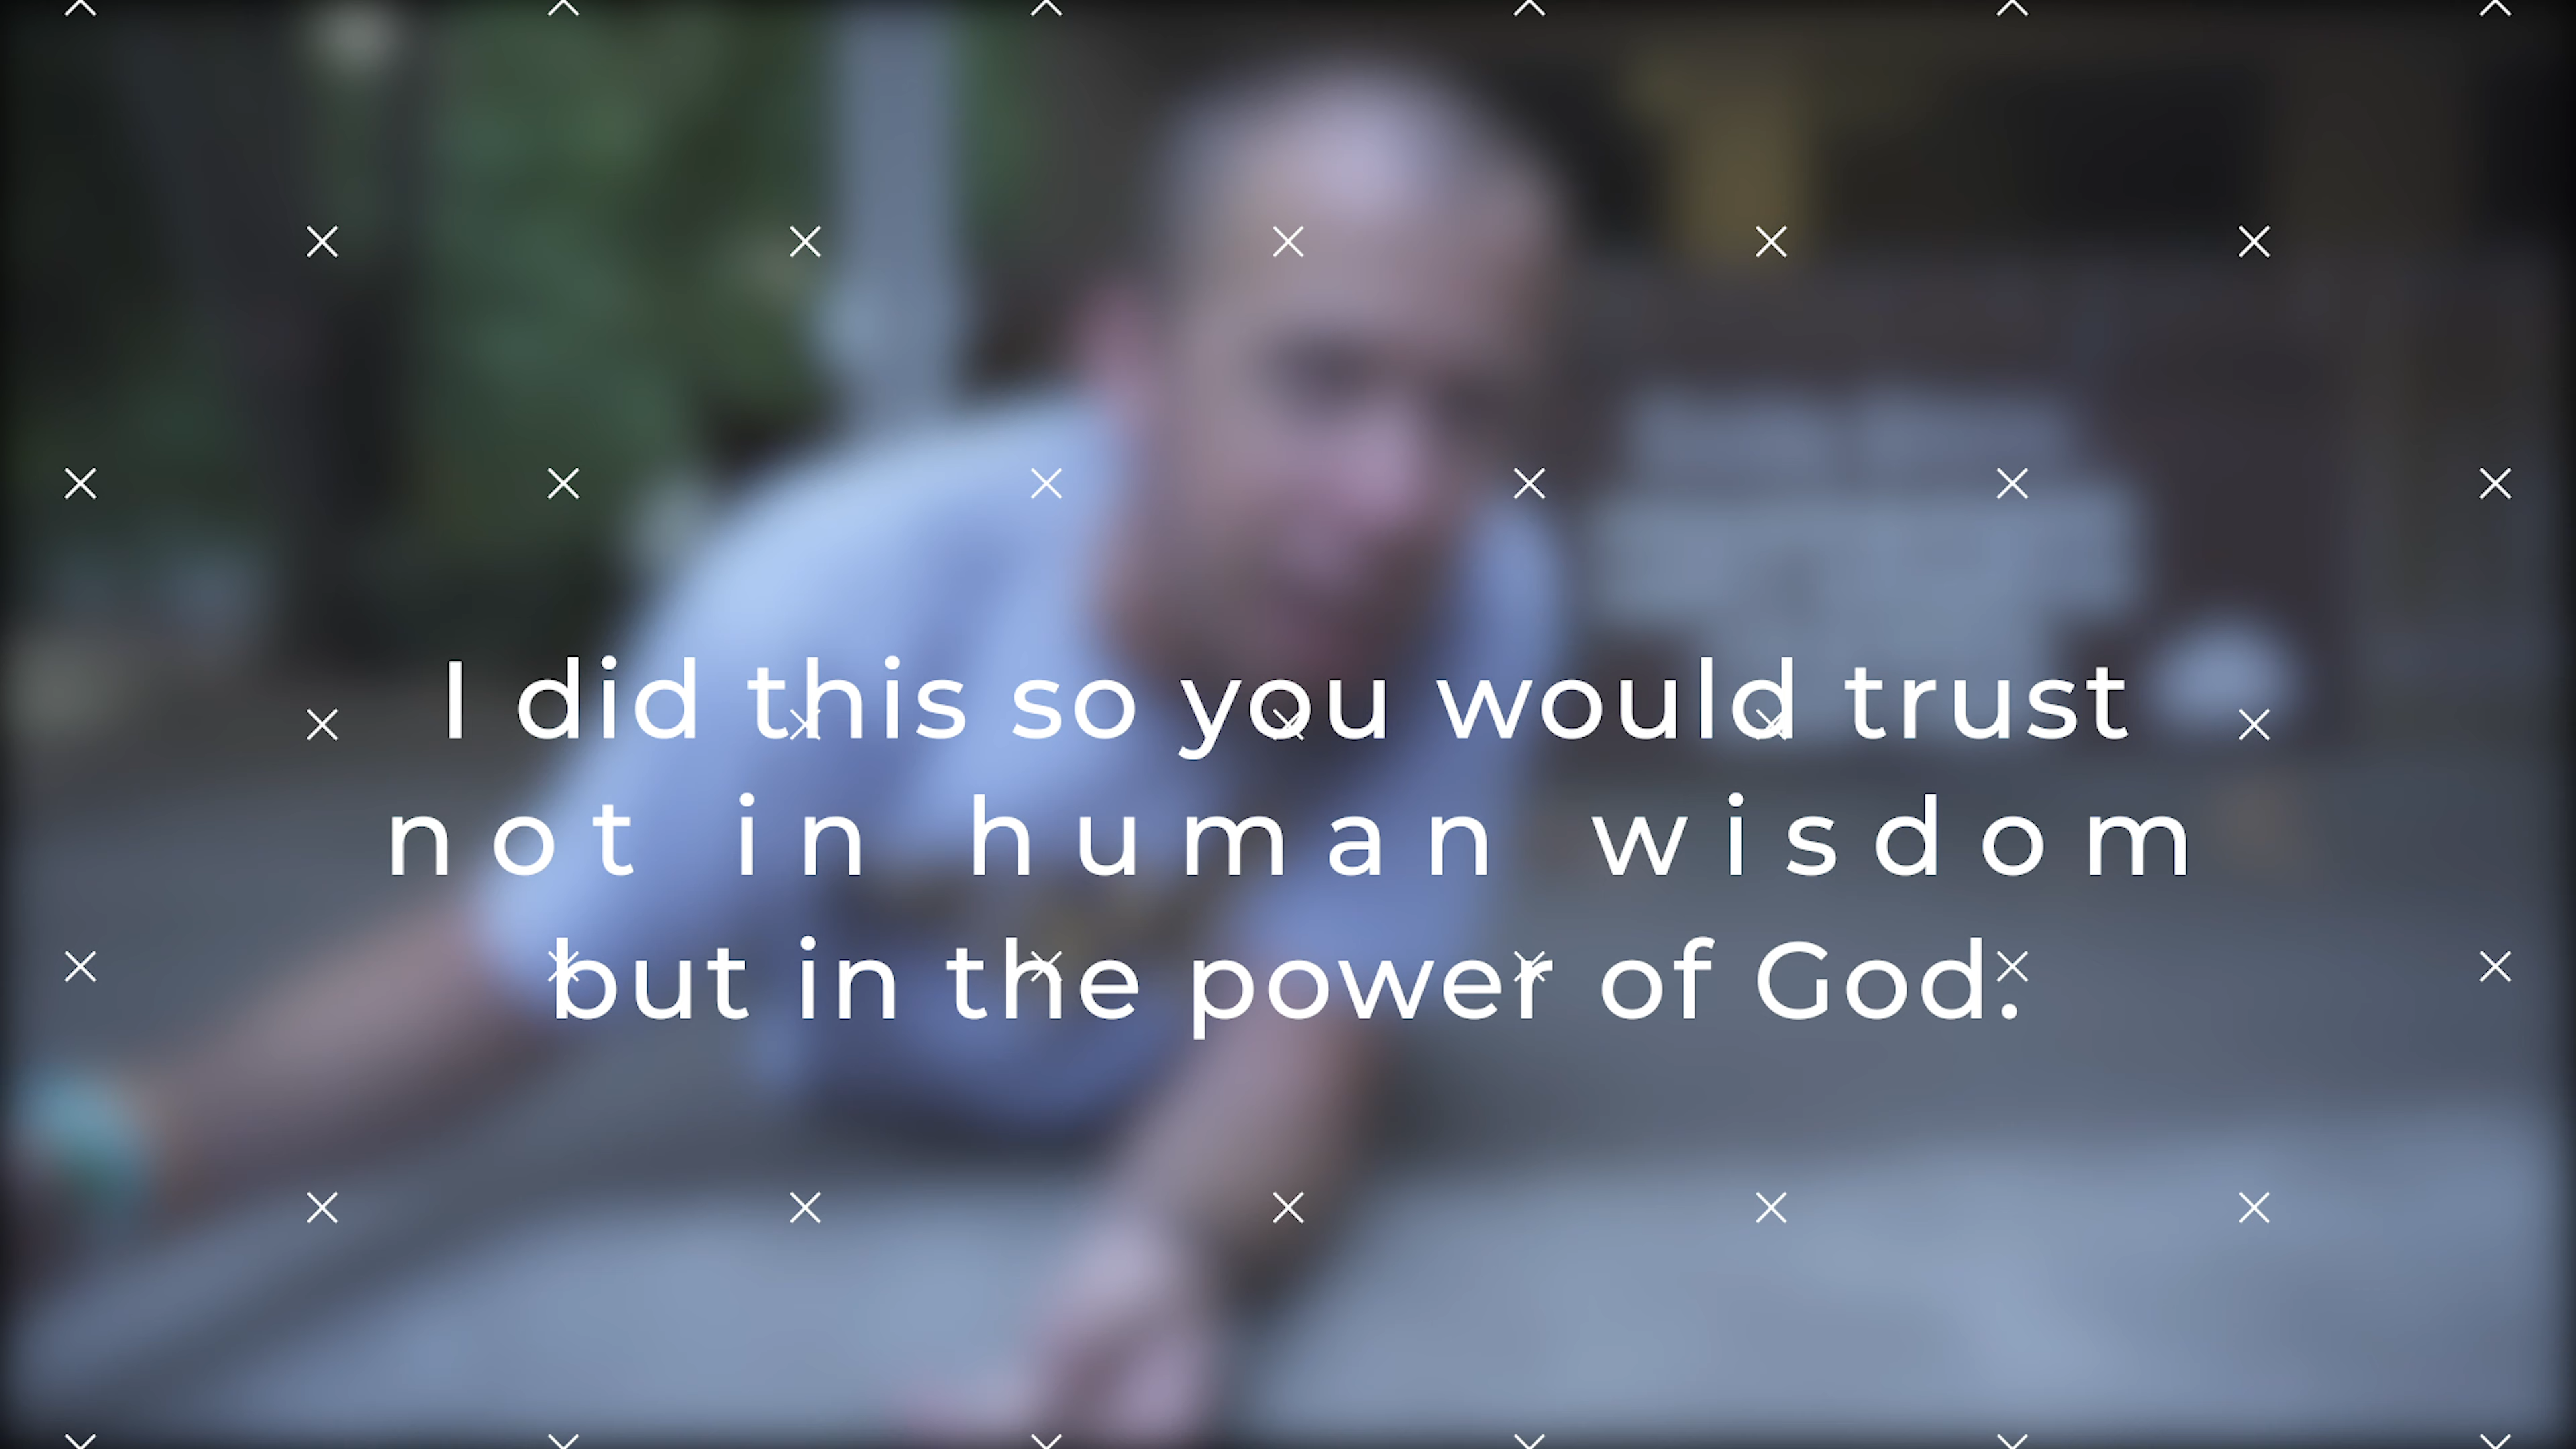 I did this so you would trust
not in human wisdom
but in the power of God.